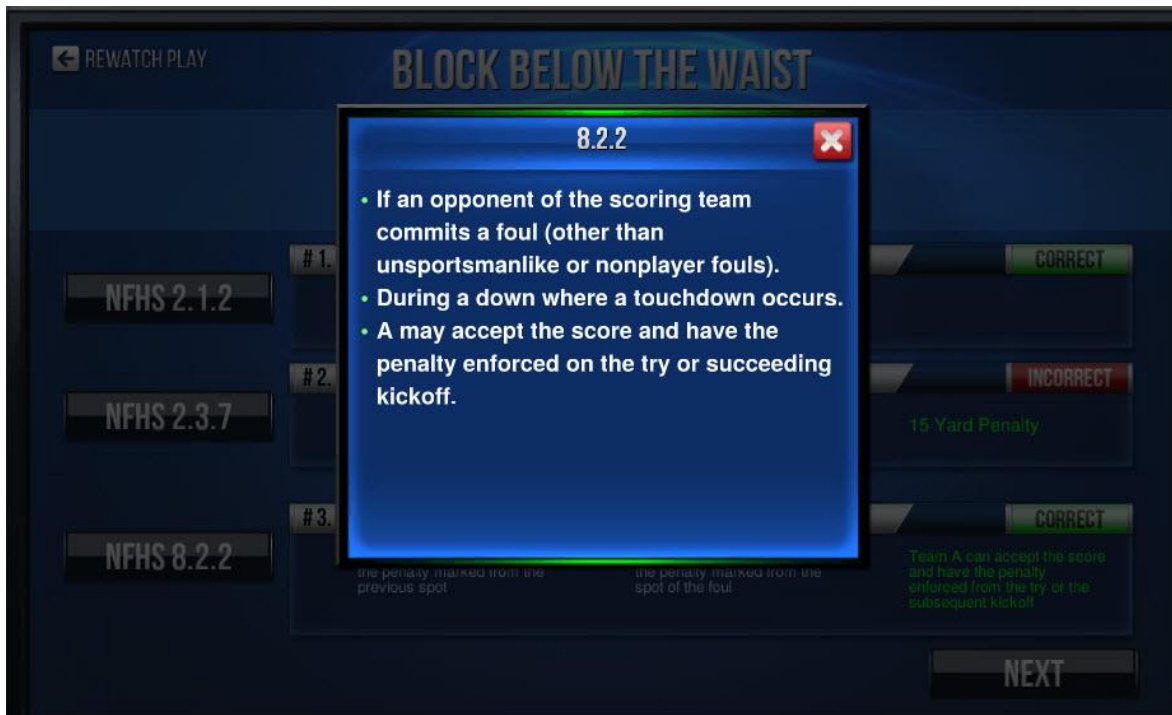 REWATCH PLAY
BLOCK BELOW THE WAIST
8.2.2
• If an opponent of the scoring team
commits a foul (other than
unsportsmanlike or nonplayer fouls).
• During a down where a touchdown occurs.
• A may accept the score and have the
penalty enforced on the try or succeeding
kickoff.
NFHS 2.1.2
#1.
CORRECT
NFHS 2.3.7
#2.
INCORRECT
15 Yard Penalty
NFHS 8.2.2
#3.
CORRECT
the penalty marked from the
previous spot
the penalty marked from the
spot of the foul
Team A can accept the score
and have the penalty
enforced from the try or the
subsequent kickoff
NEXT